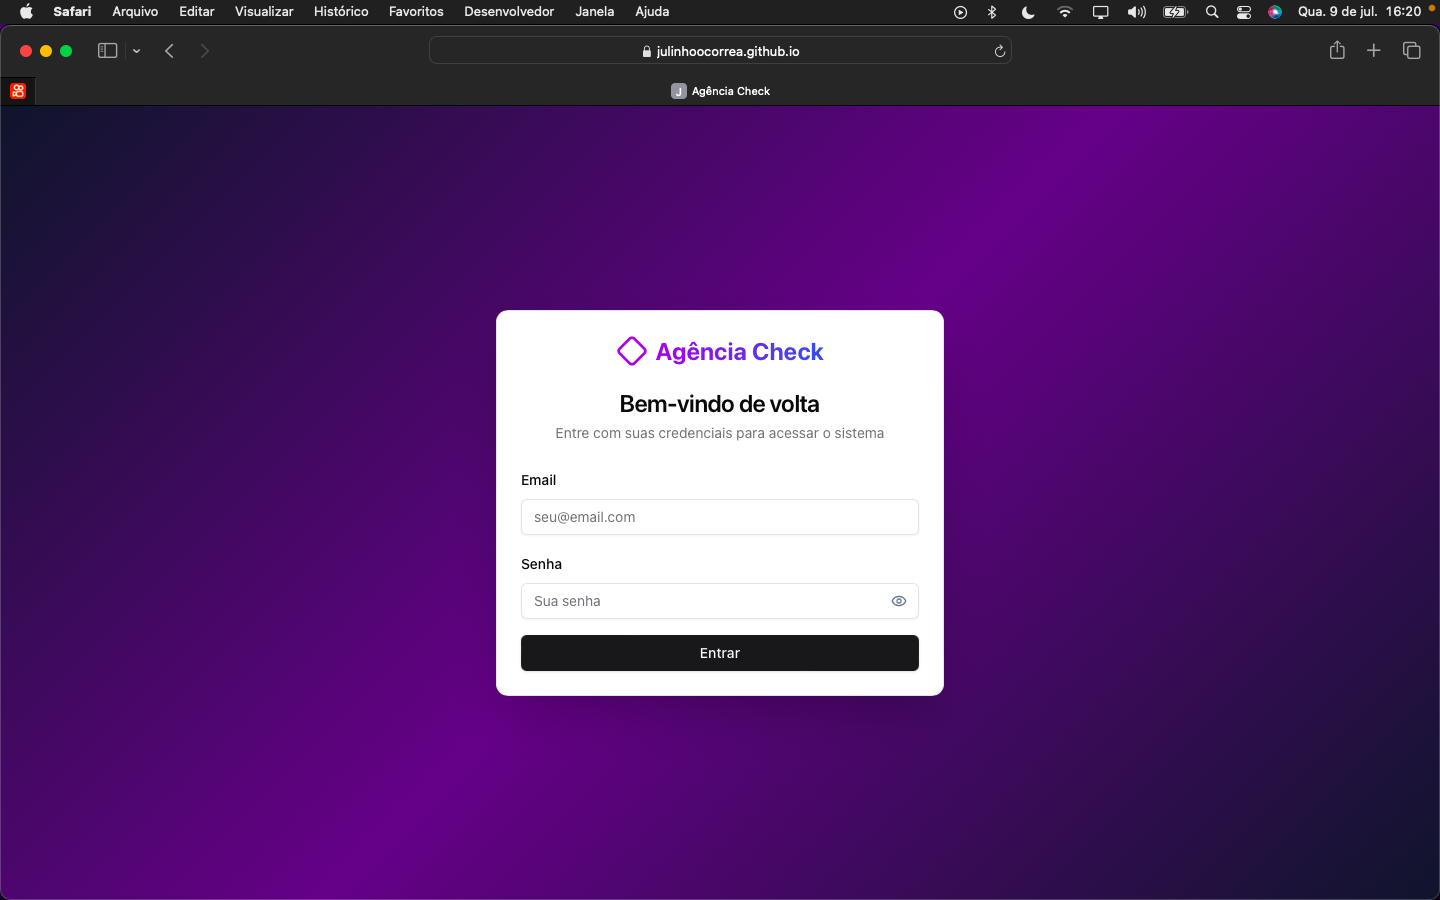 Safari Arquivo Editar Visualizar Histórico Favoritos Desenvolvedor Janela Ajuda Qua. 9 de jul. 16:20
julinhoocorrea.github.io
J Agência Check
Agência Check
Bem-vindo de volta
Entre com suas credenciais para acessar o sistema
Email
seu@email.com
Senha
Sua senha
Entrar